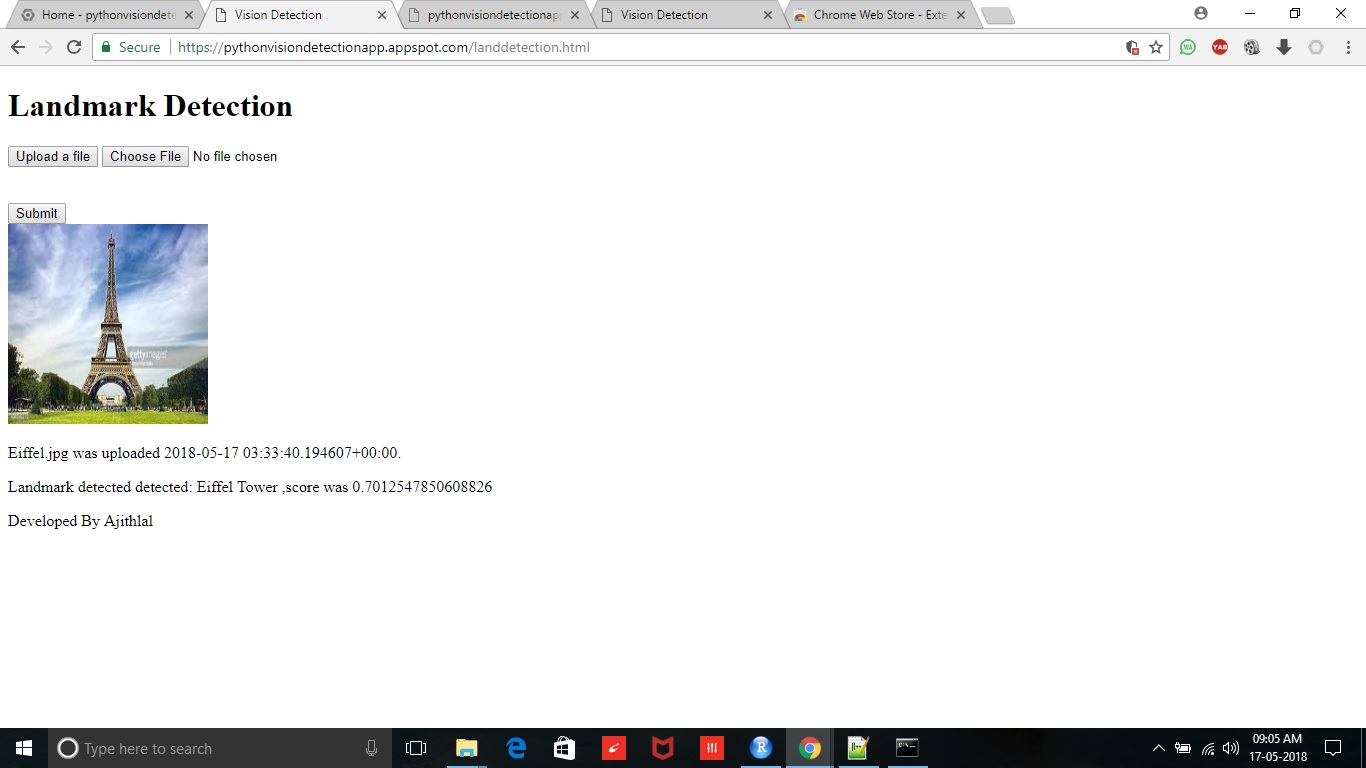 Home - pythonvisiondete
Vision Detection
pythonvisiondetectionap
Vision Detection
Chrome Web Store - Exte
Secure
https://pythonvisiondetectionapp.appspot.com/landdetection.html
WA
YAB
Landmark Detection
Upload a file Choose File No file chosen
Submit
gettyimages
Eiffel.jpg was uploaded 2018-05-17 03:33:40.194607+00:00.
Landmark detected detected: Eiffel Tower ,score was 0.7012547850608826
Developed By Ajithlal
Type here to search
09:05 AM
17-05-2018